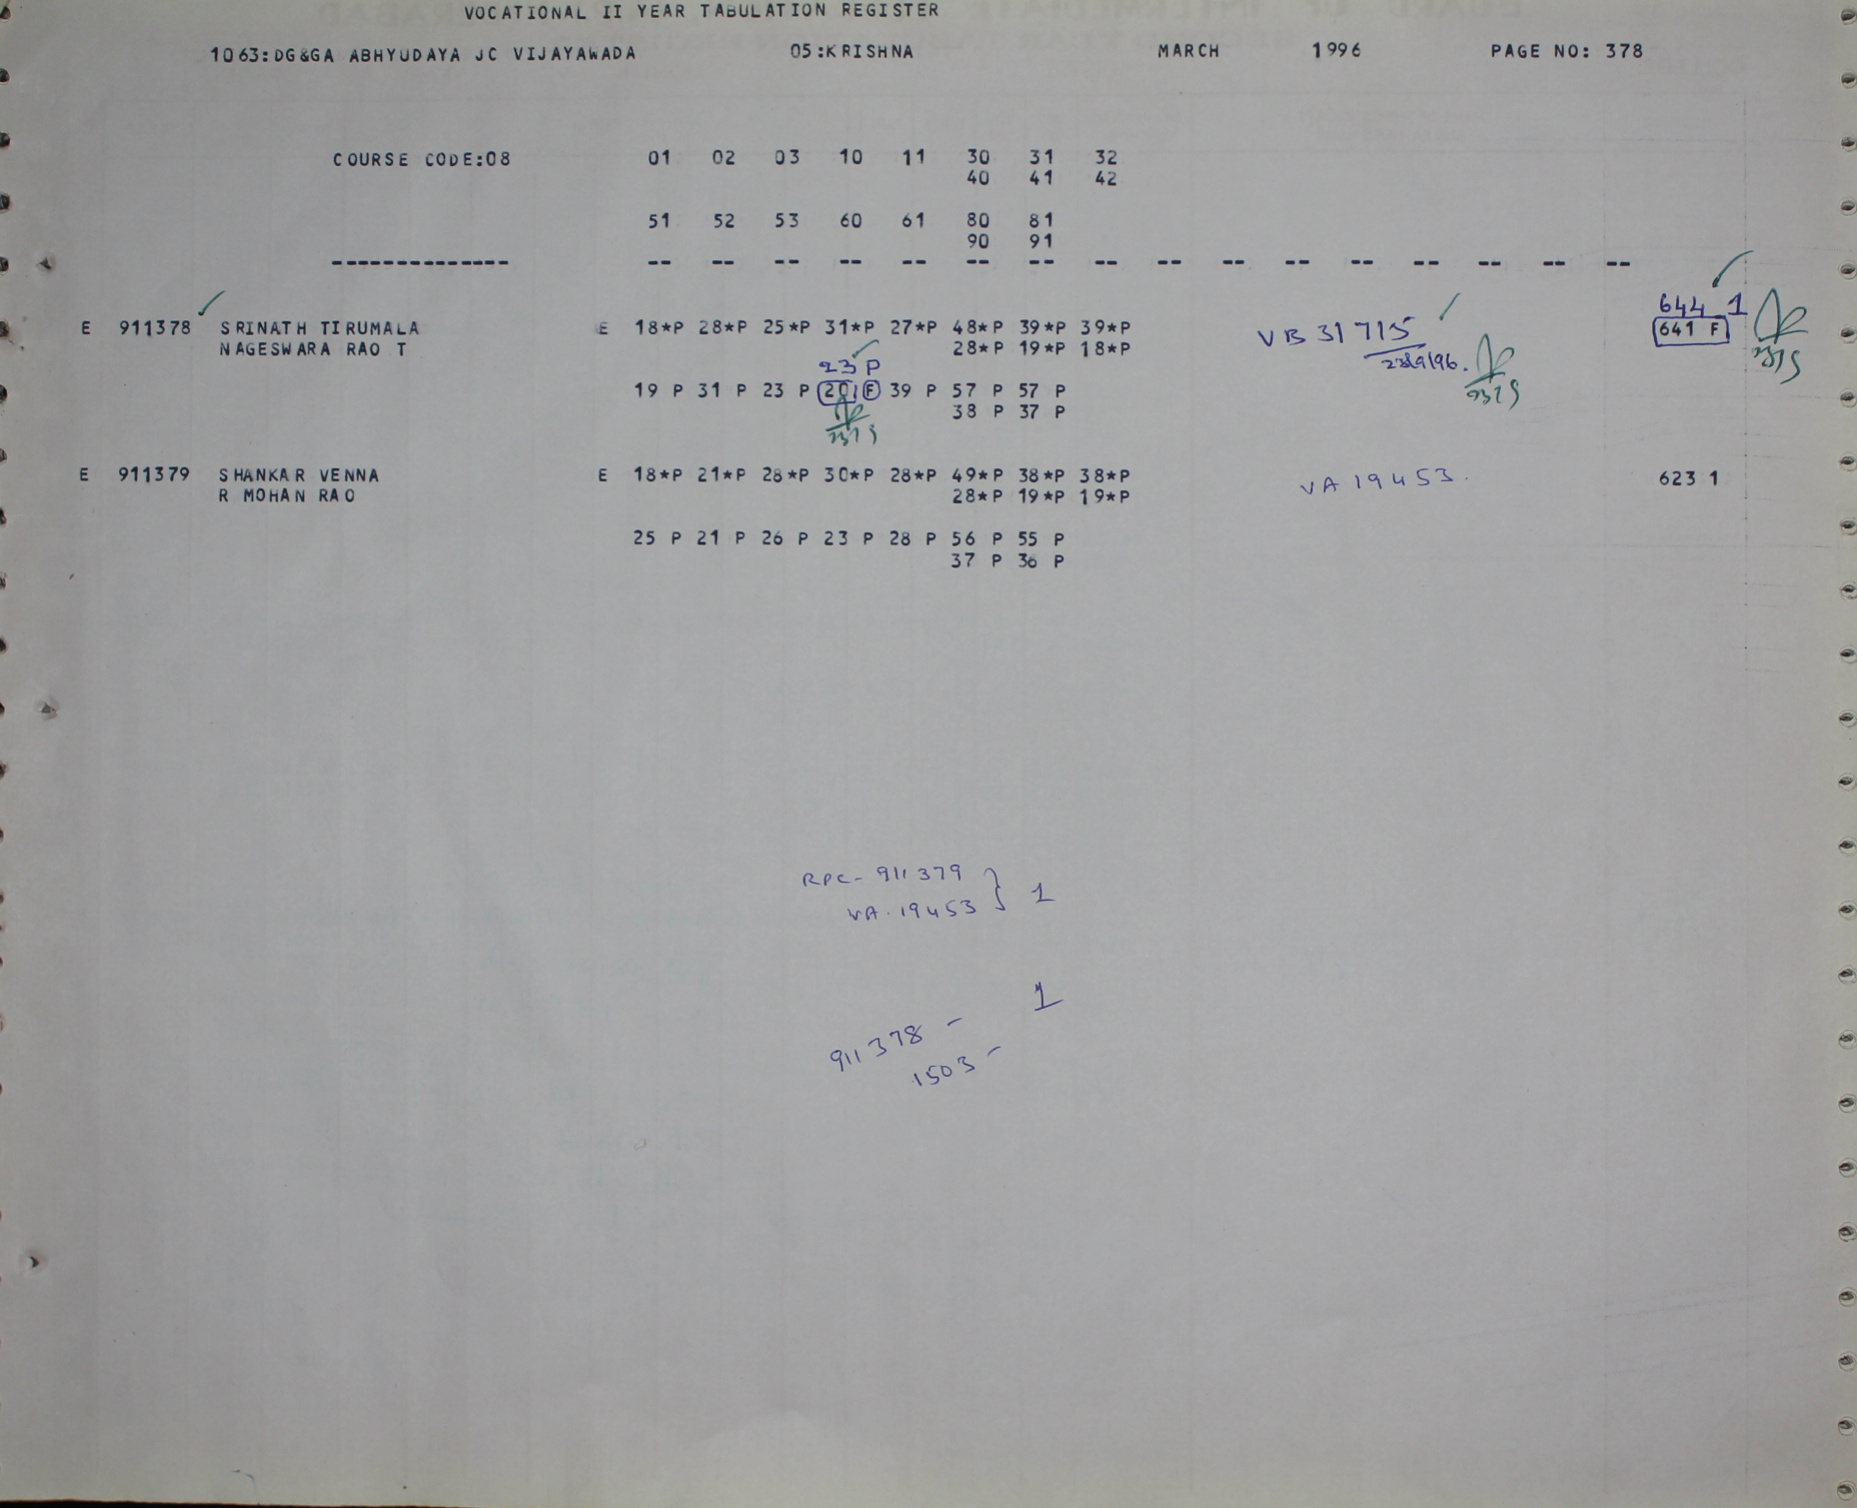 VOCATIONAL II YEAR TABULATION REGISTER
1063:DG&GA ABHYUDAYA JC VIJAYAWADA 05:KRISHNA MARCH 1996 PAGE NO: 378
COURSE CODE:08 01 02 03 10 11 30 31 32
40 41 42
51 52 53 60 61 80 81
90 91
-------------- -- -- -- -- -- -- -- -- -- -- -- -- -- -- -- --
644 1
E 911378 SRINATH TIRUMALA E 18*P 28*P 25*P 31*P 27*P 48*P 39*P 39*P VB 31715 641 F
NAGESWARA RAO T 28*P 19*P 18*P
23 P
19 P 31 P 23 P 20 F 39 P 57 P 57 P
38 P 37 P
E 911379 SHANKAR VENNA E 18*P 21*P 28*P 30*P 28*P 49*P 38*P 38*P VA 19453. 623 1
R MOHAN RAO 28*P 19*P 19*P
25 P 21 P 26 P 23 P 28 P 56 P 55 P
37 P 36 P
RPC- 911379
VA. 19453 } 1
911378 - 1
1503 -